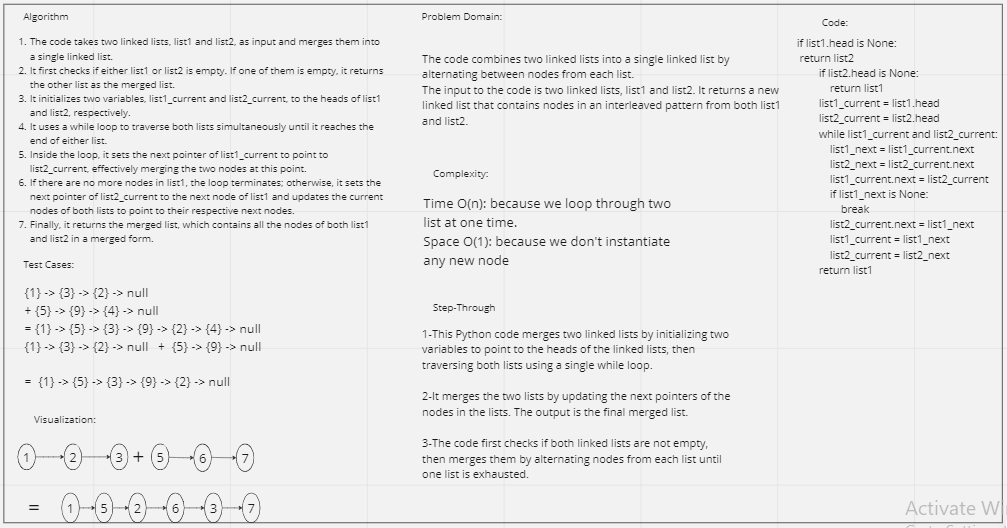 Algorithm
1. The code takes two linked lists, list1 and list2, as input and merges them into
a single linked list.
2. It first checks if either list1 or list2 is empty. If one of them is empty, it returns
the other list as the merged list.
3. It initializes two variables, list1_current and list2_current, to the heads of list1
and list2, respectively.
4. It uses a while loop to traverse both lists simultaneously until it reaches the
end of either list.
5. Inside the loop, it sets the next pointer of list1_current to point to
list2_current, effectively merging the two nodes at this point.
6. If there are no more nodes in list1, the loop terminates; otherwise, it sets the
next pointer of list2_current to the next node of list1 and updates the current
nodes of both lists to point to their respective next nodes.
7. Finally, it returns the merged list, which contains all the nodes of both list1
and list2 in a merged form.
Test Cases:
{1} -> {3} -> {2} -> null
+ {5} -> {9} -> {4} -> null
= {1} -> {5} -> {3} -> {9} -> {2} -> {4} -> null
{1} -> {3} -> {2} -> null + {5} -> {9} -> null
= {1} -> {5} -> {3} -> {9} -> {2} -> null
Visualization:
1 2 3 + 5 6 7
= 1 5 2 6 3 7
Problem Domain:
The code combines two linked lists into a single linked list by
alternating between nodes from each list.
The input to the code is two linked lists, list1 and list2. It returns a new
linked list that contains nodes in an interleaved pattern from both list1
and list2.
Complexity:
Time O(n): because we loop through two
list at one time.
Space O(1): because we don't instantiate
any new node
Step-Through
1-This Python code merges two linked lists by initializing two
variables to point to the heads of the linked lists, then
traversing both lists using a single while loop.
2-It merges the two lists by updating the next pointers of the
nodes in the lists. The output is the final merged list.
3-The code first checks if both linked lists are not empty,
then merges them by alternating nodes from each list until
one list is exhausted.
Code:
if list1.head is None:
return list2
if list2.head is None:
return list1
list1_current = list1.head
list2_current = list2.head
while list1_current and list2_current:
list1_next = list1_current.next
list2_next = list2_current.next
list1_current.next = list2_current
if list1_next is None:
break
list2_current.next = list1_next
list1_current = list1_next
list2_current = list2_next
return list1
Activate W